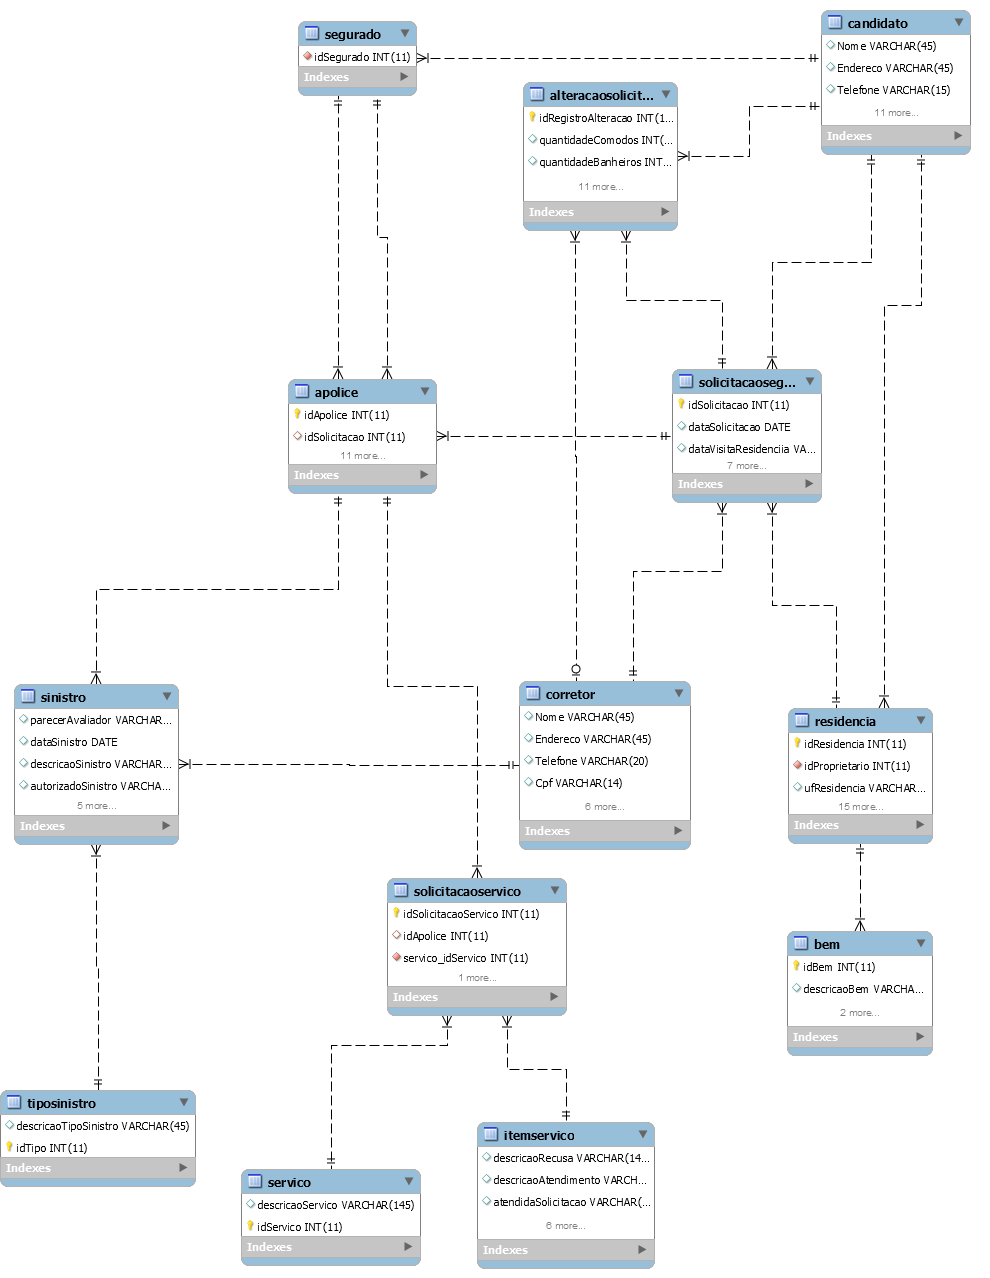 segurado
idSegurado INT(11)
Indexes
candidato
Nome VARCHAR(45)
Endereco VARCHAR(45)
Telefone VARCHAR(15)
11 more...
Indexes
alteracaosolicit...
idRegistroAlteracao INT(1...
quantidadeComodos INT(...
quantidadeBanheiros INT...
11 more...
Indexes
apolice
idApolice INT(11)
idSolicitacao INT(11)
11 more...
Indexes
solicitacaoseg...
idSolicitacao INT(11)
dataSolicitacao DATE
dataVisitaResidenciia VA...
7 more...
Indexes
sinistro
parecerAvaliador VARCHAR...
dataSinistro DATE
descricaoSinistro VARCHAR...
autorizadoSinistro VARCHA...
5 more...
Indexes
corretor
Nome VARCHAR(45)
Endereco VARCHAR(45)
Telefone VARCHAR(20)
Cpf VARCHAR(14)
6 more...
Indexes
residencia
idResidencia INT(11)
idProprietario INT(11)
ufResidencia VARCHAR...
15 more...
Indexes
solicitacaoservico
idSolicitacaoServico INT(11)
idApolice INT(11)
servico_idServico INT(11)
1 more...
Indexes
bem
idBem INT(11)
descricaoBem VARCHA...
2 more...
Indexes
tiposinistro
descricaoTipoSinistro VARCHAR(45)
idTipo INT(11)
Indexes
servico
descricaoServico VARCHAR(145)
idServico INT(11)
Indexes
itemservico
descricaoRecusa VARCHAR(14...
descricaoAtendimento VARCH...
atendidaSolicitacao VARCHAR(...
6 more...
Indexes